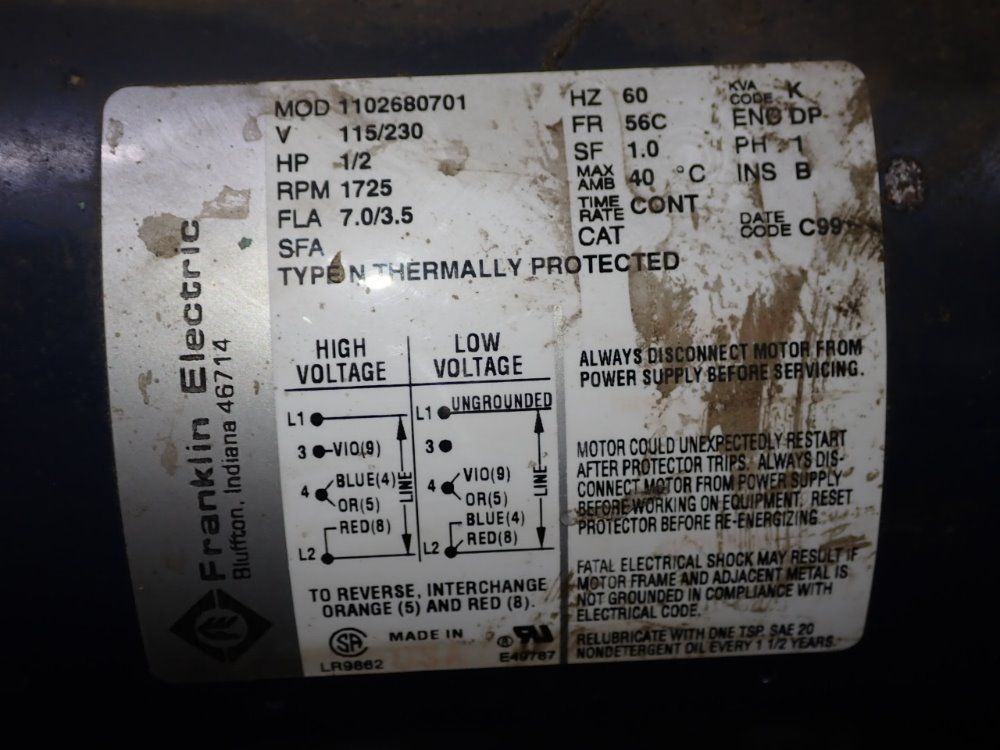 Franklin Electric
Bluffton, Indiana 46714
MOD 1102680701
V 115/230
HP 1/2
RPM 1725
FLA 7.0/3.5
SFA
TYPE N THERMALLY PROTECTED
HZ 60
FR 56C
SF 1.0
MAX AMB 40 °C
TIME RATE CONT
CAT
KVA CODE K
ENC DP
PH 1
INS B
DATE CODE C99
HIGH VOLTAGE
L1
3 VIO(9)
4 BLUE(4)
OR(5)
RED(8)
L2
LINE
LOW VOLTAGE
L1 UNGROUNDED
3
4 VIO(9)
OR(5)
BLUE(4)
L2 RED(8)
LINE
TO REVERSE, INTERCHANGE
ORANGE (5) AND RED (8).
SA
LR9862
MADE IN
USA
® RU
E49787
ALWAYS DISCONNECT MOTOR FROM
POWER SUPPLY BEFORE SERVICING.
MOTOR COULD UNEXPECTEDLY RESTART
AFTER PROTECTOR TRIPS. ALWAYS DIS-
CONNECT MOTOR FROM POWER SUPPLY
BEFORE WORKING ON EQUIPMENT. RESET
PROTECTOR BEFORE RE-ENERGIZING.
FATAL ELECTRICAL SHOCK MAY RESULT IF
MOTOR FRAME AND ADJACENT METAL IS
NOT GROUNDED IN COMPLIANCE WITH
ELECTRICAL CODE.
RELUBRICATE WITH ONE TSP. SAE 20
NONDETERGENT OIL EVERY 1 1/2 YEARS.